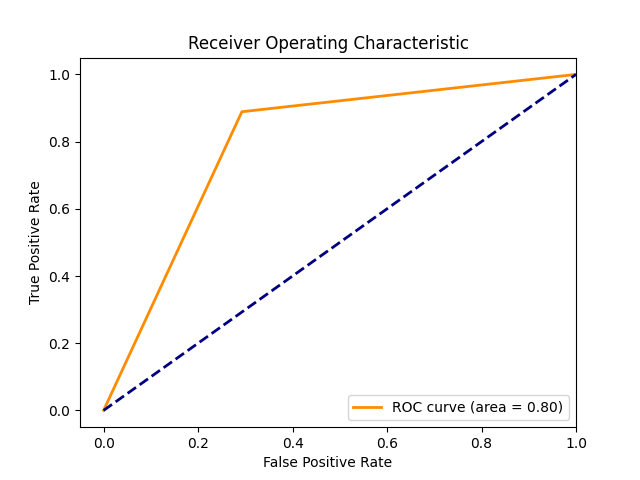 Receiver Operating Characteristic
True Positive Rate
1.0
0.8
0.6
0.4
0.2
0.0
ROC curve (area = 0.80)
0.0 0.2 0.4 0.6 0.8 1.0
False Positive Rate